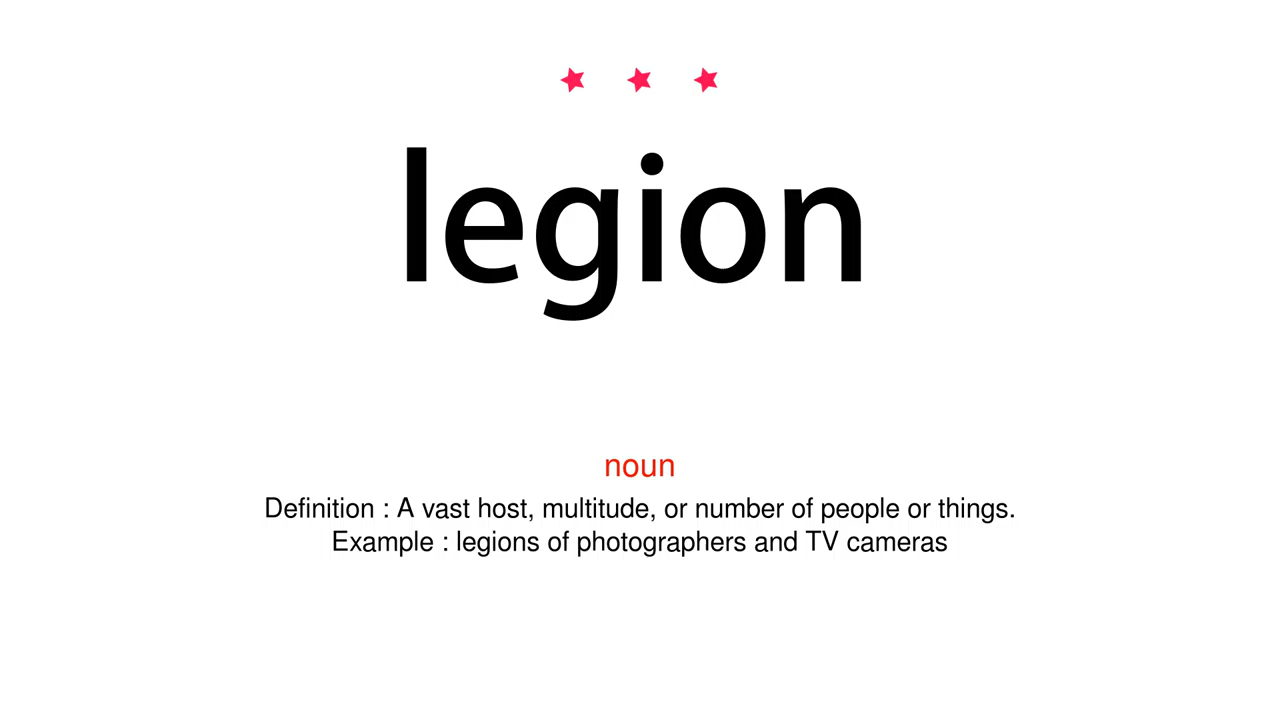 legion
noun
Definition : A vast host, multitude, or number of people or things.
Example : legions of photographers and TV cameras